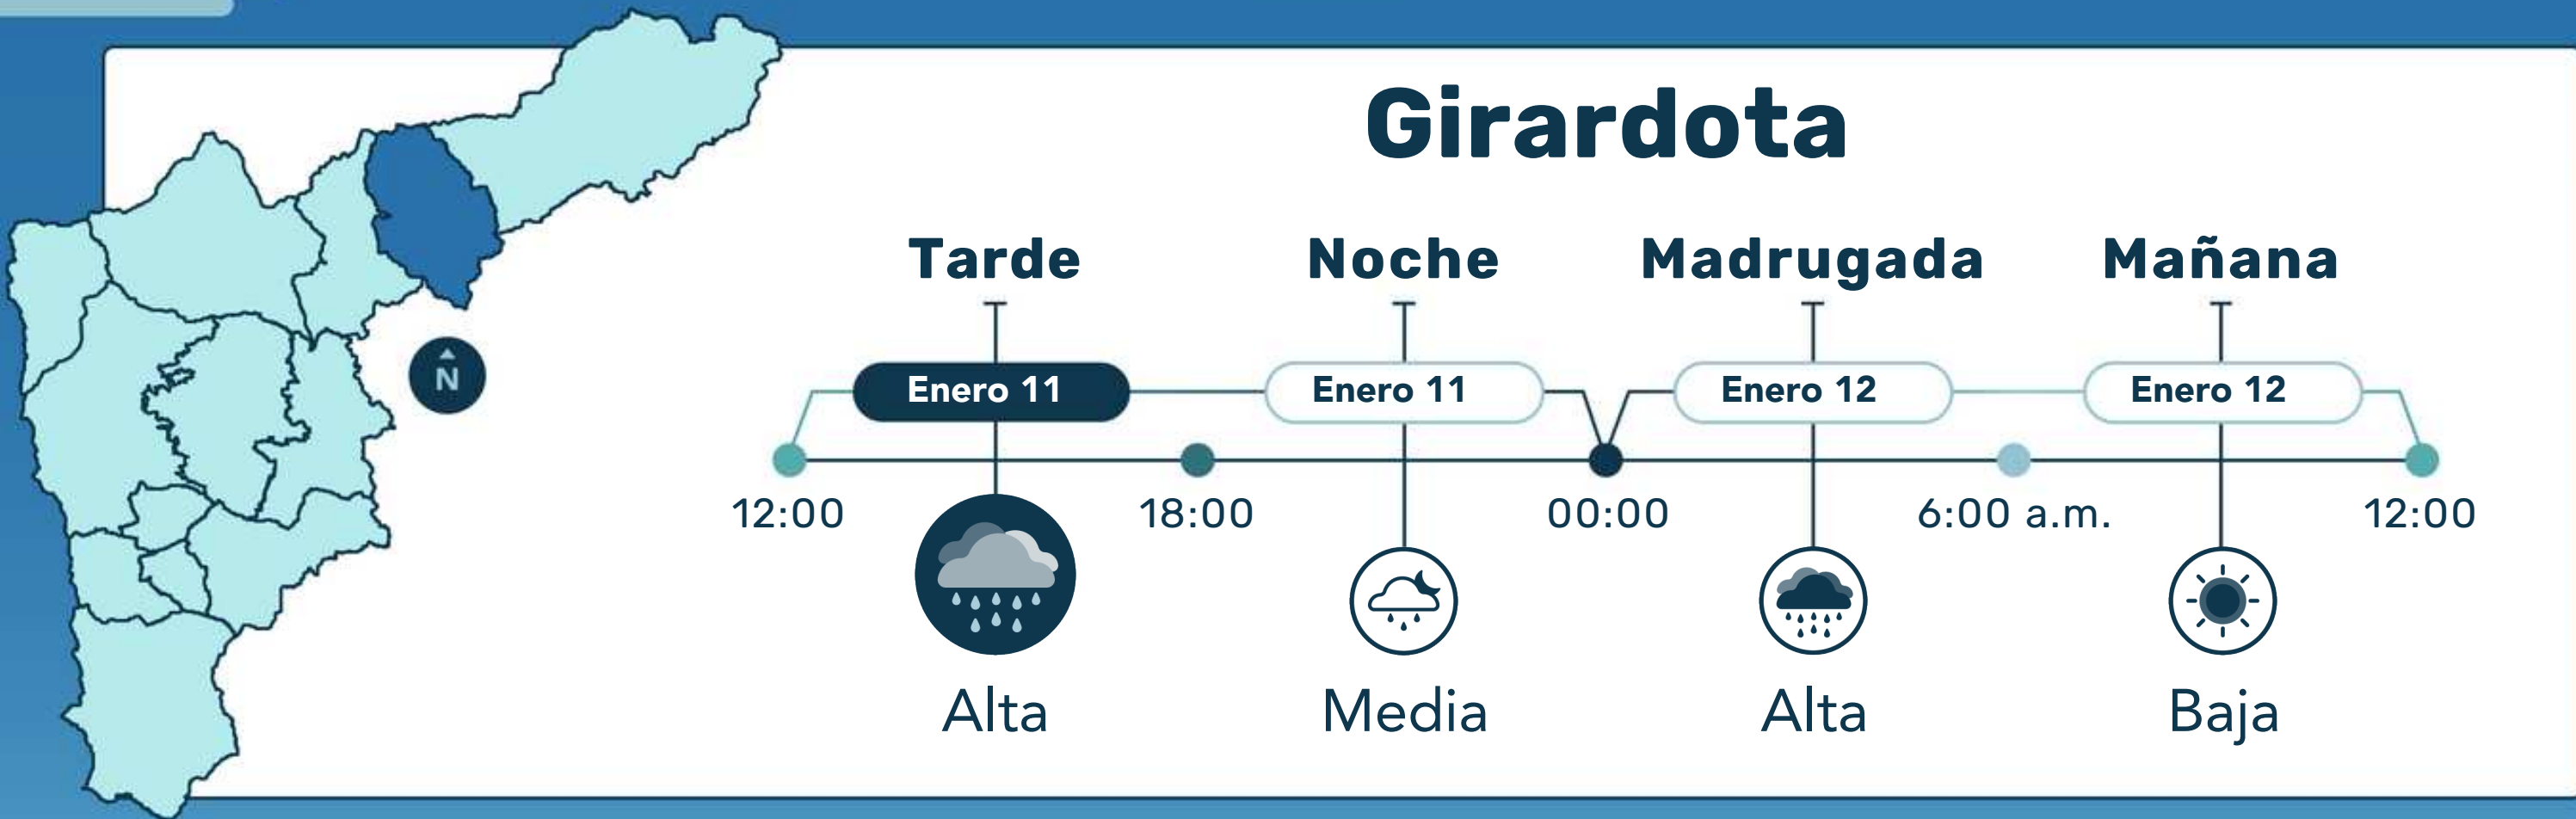 Girardota
Tarde Noche Madrugada Mañana
Enero 11 Enero 11 Enero 12 Enero 12
N
12:00 18:00 00:00 6:00 a.m. 12:00
Alta Media Alta Baja